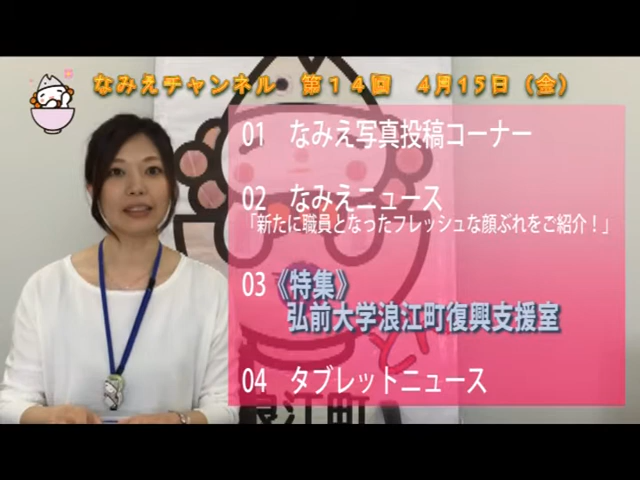 なみえチャンネル 第14回 4月15日(金)
01 なみえ写真投稿コーナー
02 なみえニュース
「新たに職員となったフレッシュな顔ぶれをご紹介！」
03《特集》
弘前大学浪江町復興支援室
04 タブレットニュース
浪江町